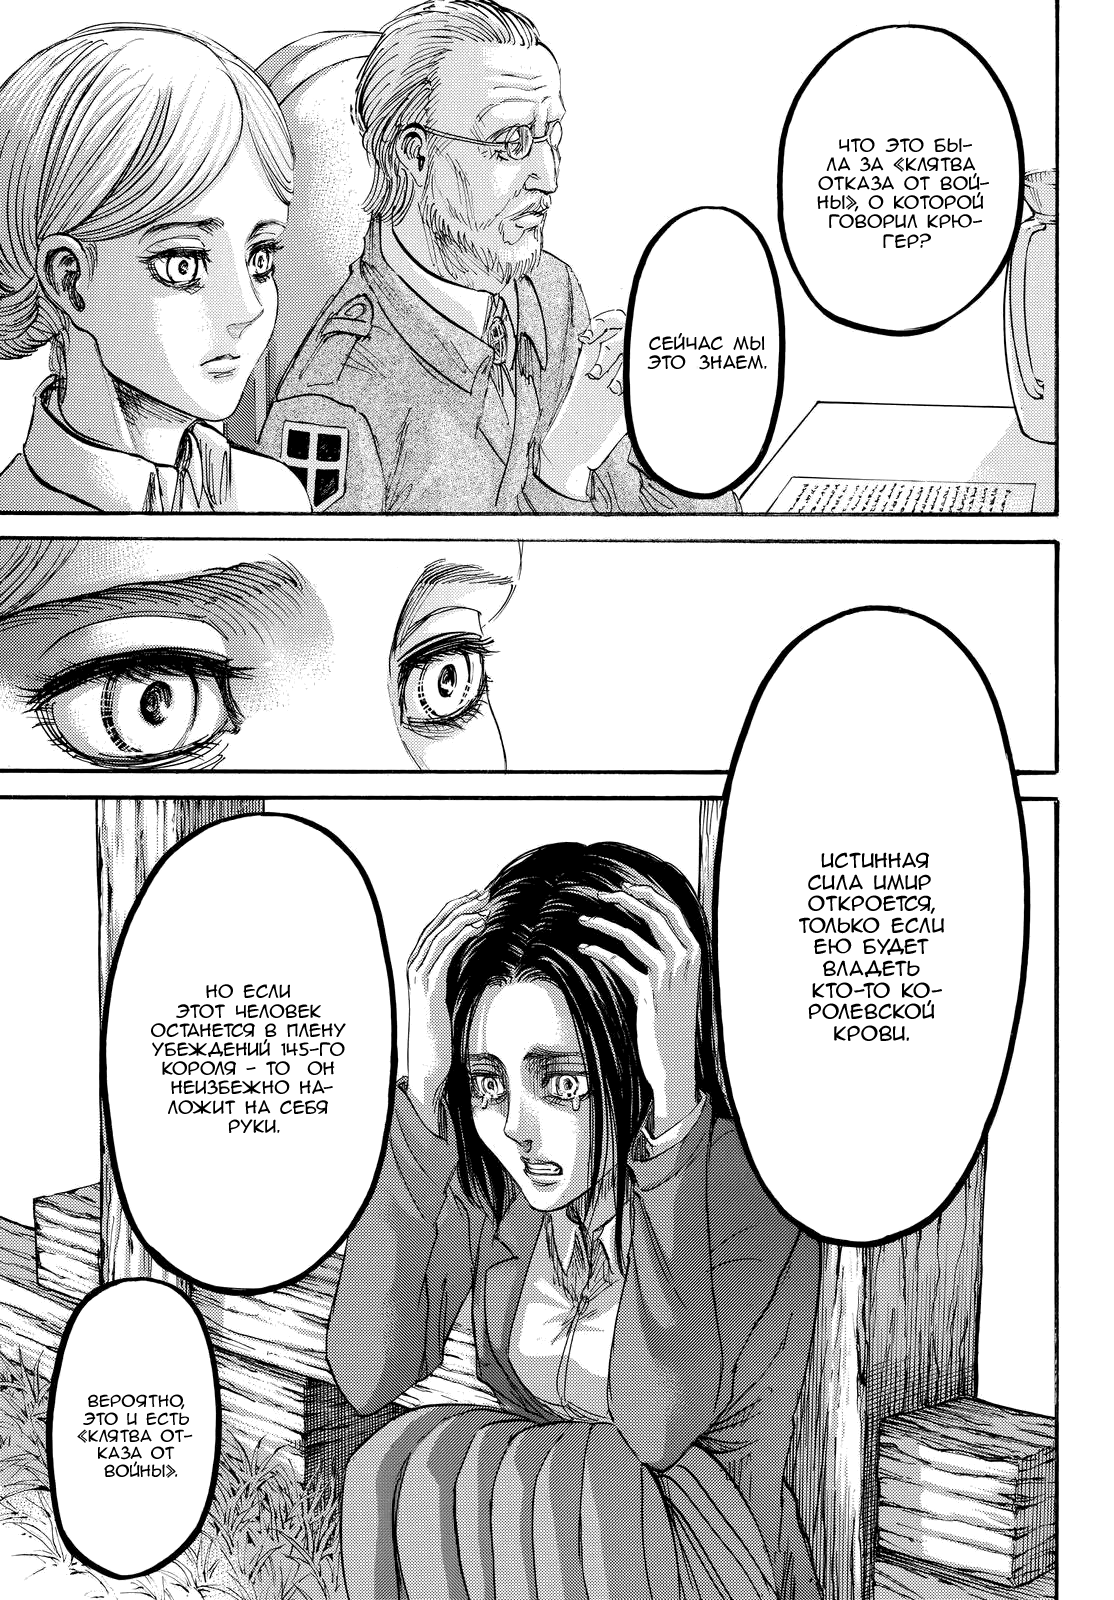 ЧТО ЭТО БЫ-
ЛА ЗА «КЛЯТВА
ОТКАЗА ОТ ВОЙ-
НЫ», О КОТОРОЙ
ГОВОРИЛ КРЮ-
ГЕР?
СЕЙЧАС МЫ
ЭТО ЗНАЕМ.
ИСТИННАЯ
СИЛА ИМИР
ОТКРОЕТСЯ,
ТОЛЬКО ЕСЛИ
ЕЮ БУДЕТ
ВЛАДЕТЬ
КТО-ТО КО-
РОЛЕВСКОЙ
КРОВИ.
НО ЕСЛИ
ЭТОТ ЧЕЛОВЕК
ОСТАНЕТСЯ В ПЛЕНУ
УБЕЖДЕНИЙ 145-ГО
КОРОЛЯ - ТО ОН
НЕИЗБЕЖНО НА-
ЛОЖИТ НА СЕБЯ
РУКИ.
ВЕРОЯТНО,
ЭТО И ЕСТЬ
«КЛЯТВА ОТ-
КАЗА ОТ
ВОЙНЫ».